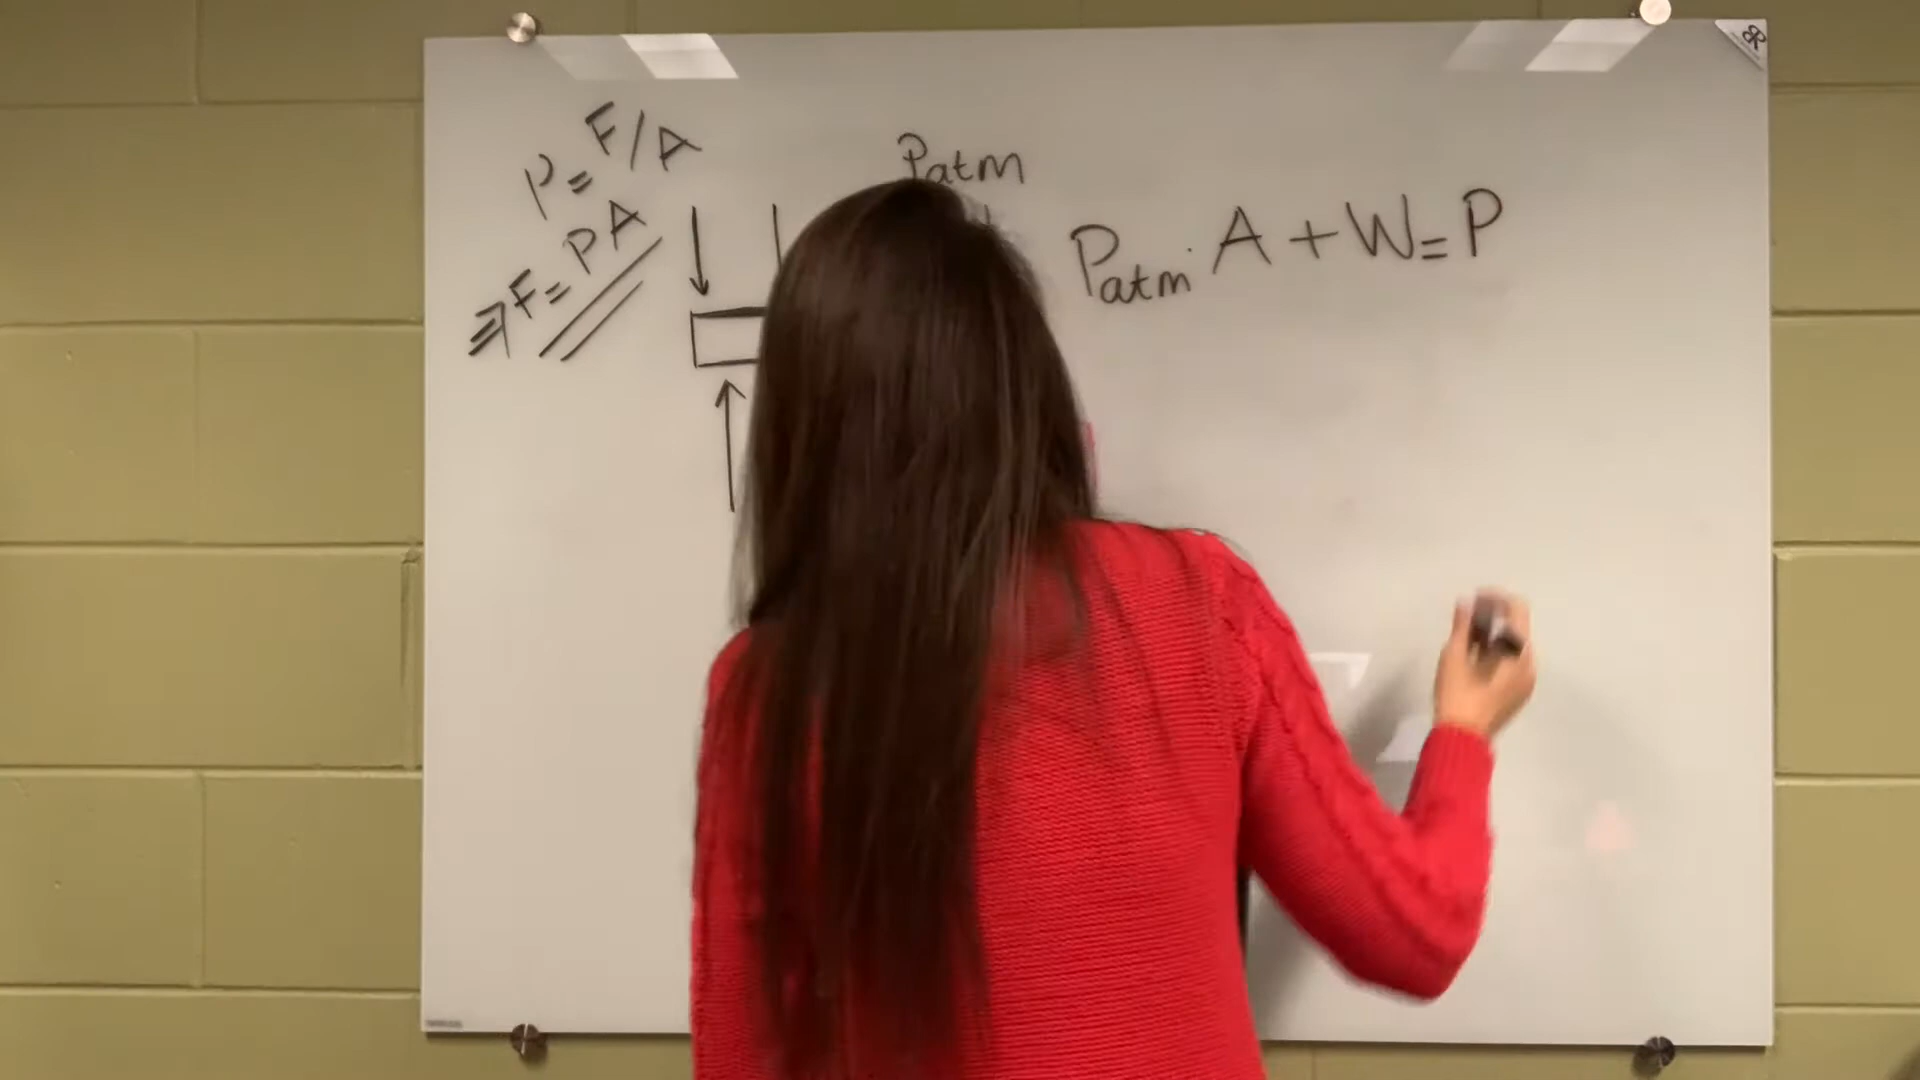 P = F/A
⇒ F = PA
Patm
Patm · A + W = P